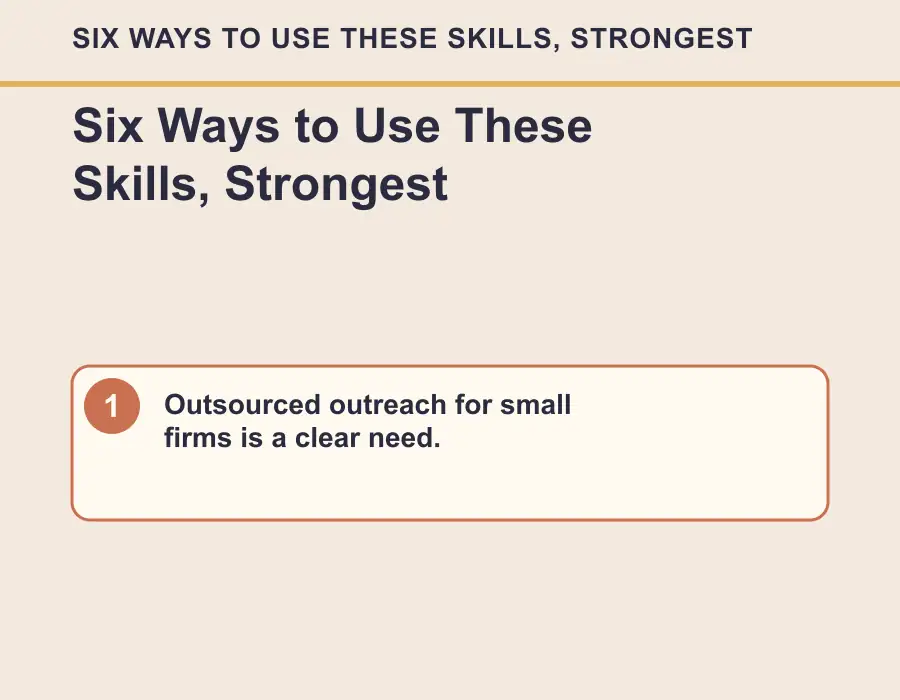 SIX WAYS TO USE THESE SKILLS, STRONGEST
Six Ways to Use These
Skills, Strongest
1
Outsourced outreach for small
firms is a clear need.